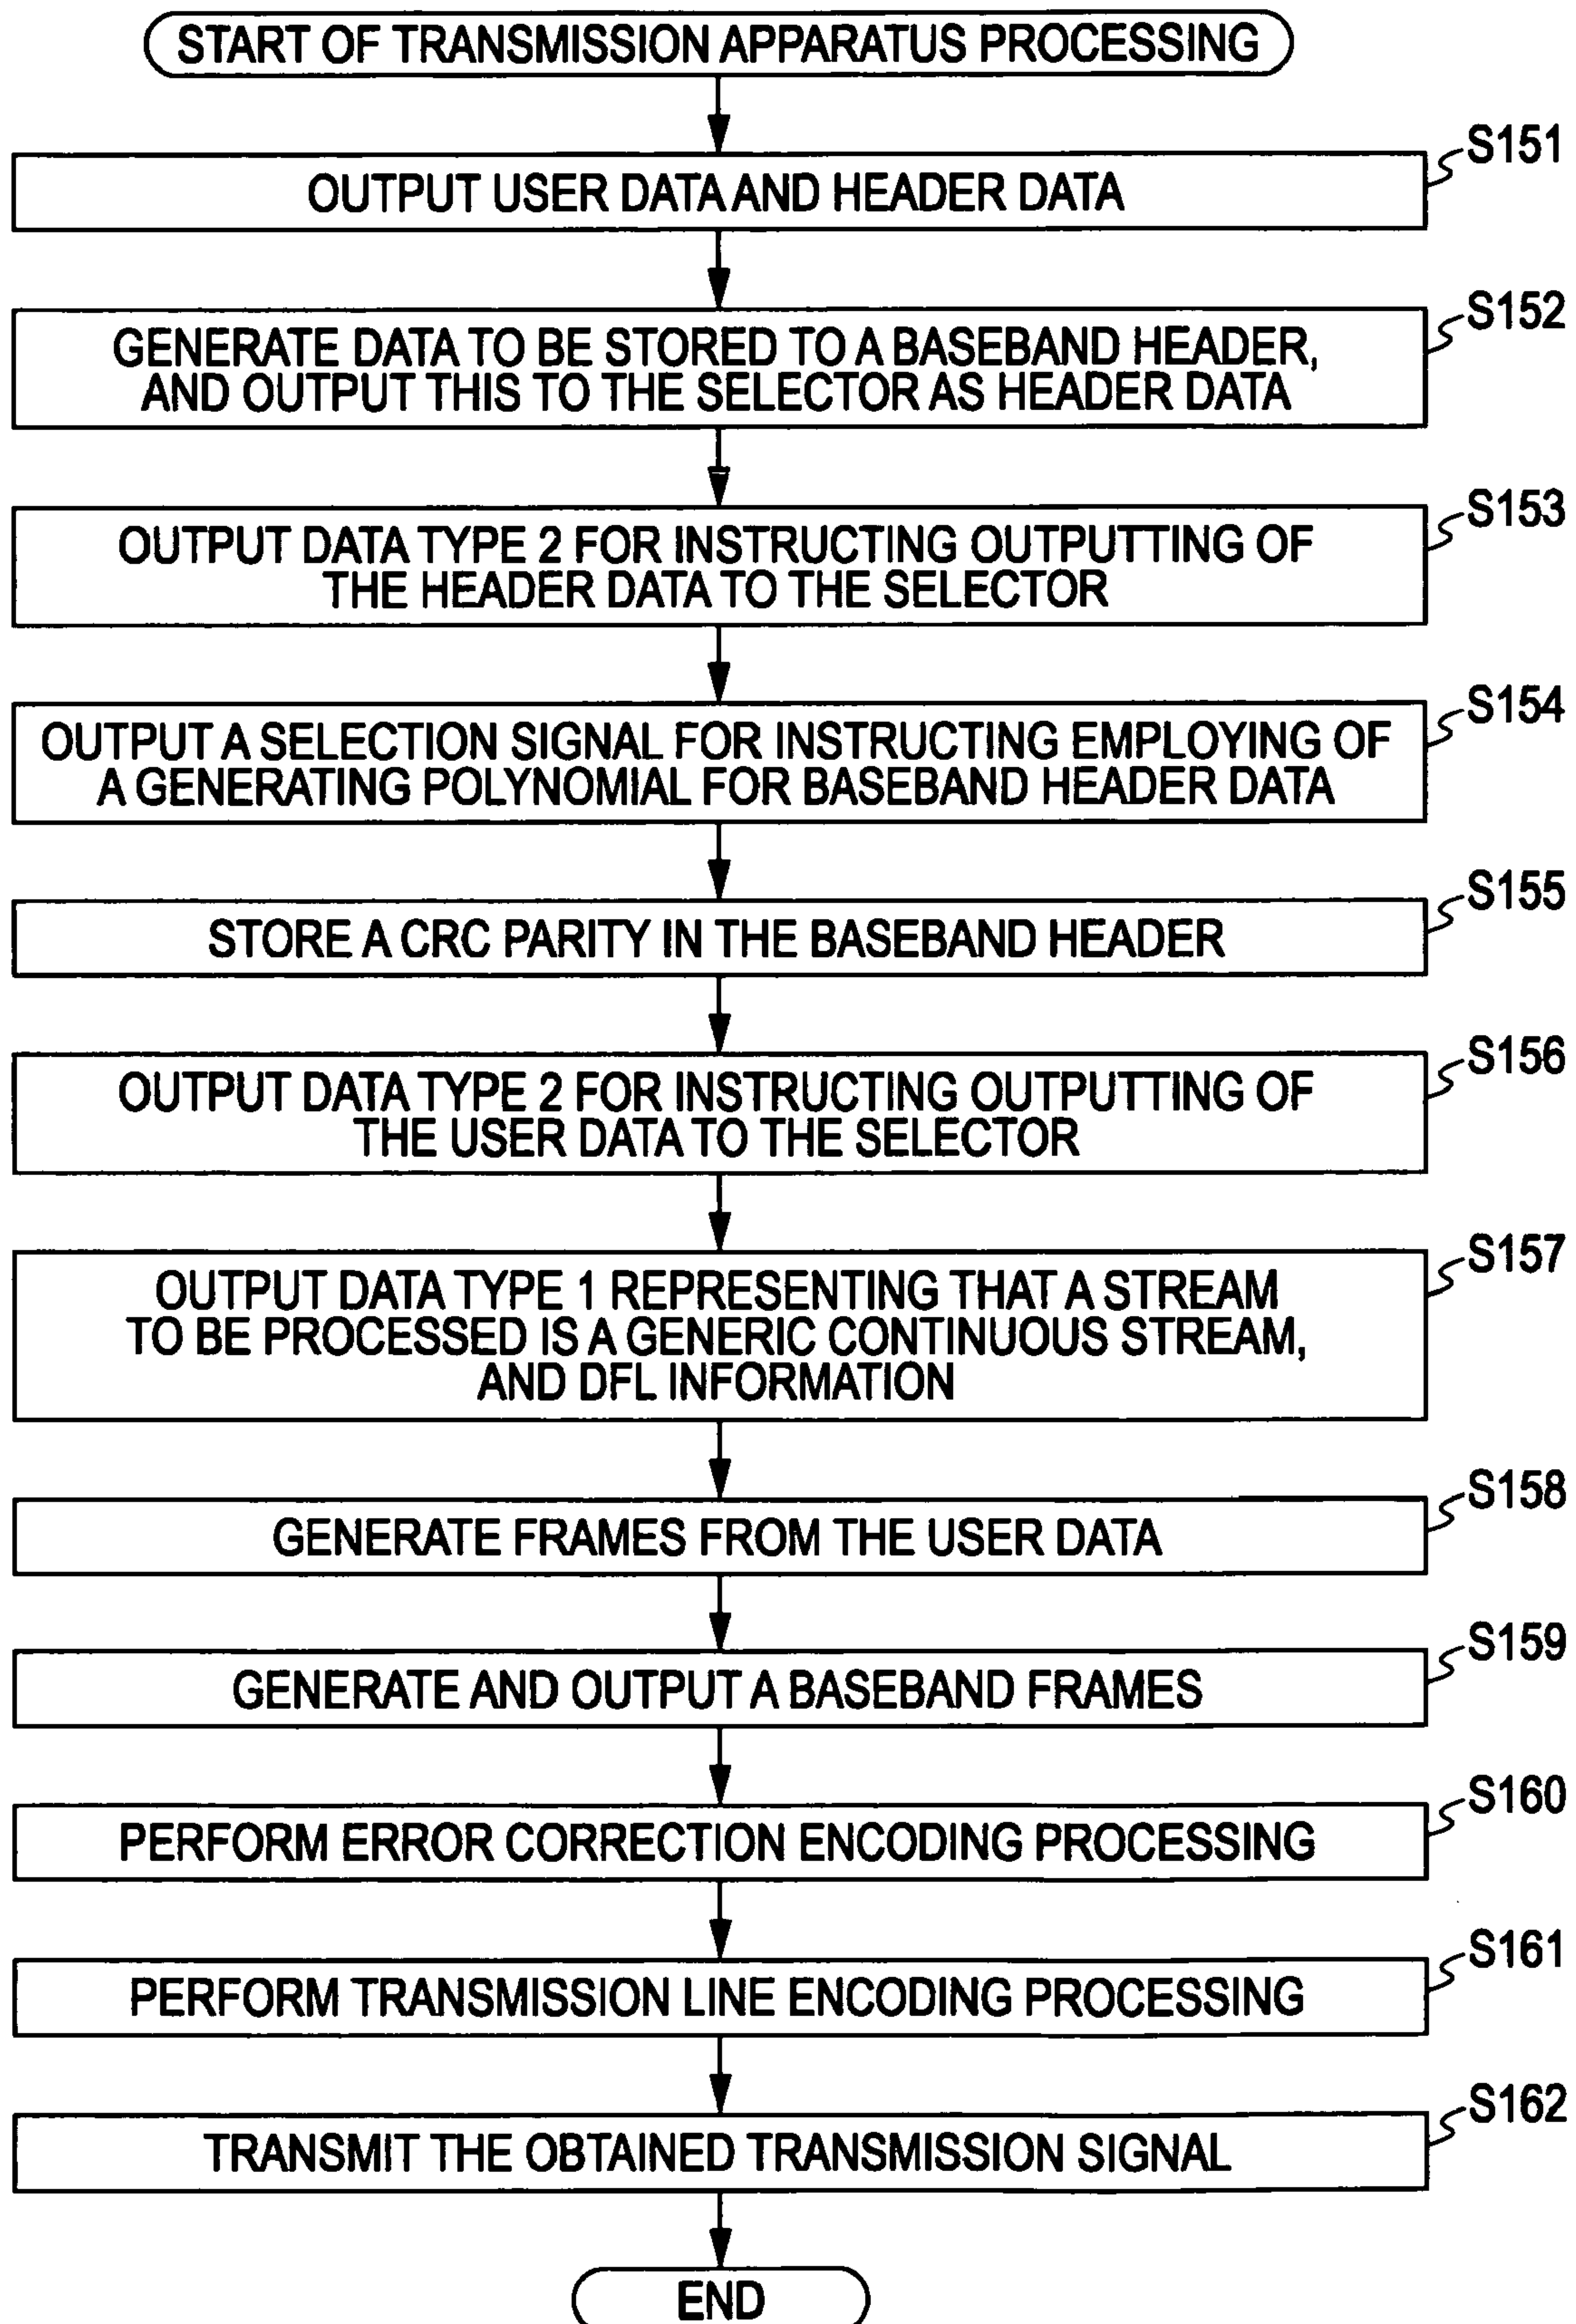 START OF TRANSMISSION APPARATUS PROCESSING
S151
OUTPUT USER DATA AND HEADER DATA
S152
GENERATE DATA TO BE STORED TO A BASEBAND HEADER,
AND OUTPUT THIS TO THE SELECTOR AS HEADER DATA
S153
OUTPUT DATA TYPE 2 FOR INSTRUCTING OUTPUTTING OF
THE HEADER DATA TO THE SELECTOR
S154
OUTPUT A SELECTION SIGNAL FOR INSTRUCTING EMPLOYING OF
A GENERATING POLYNOMIAL FOR BASEBAND HEADER DATA
S155
STORE A CRC PARITY IN THE BASEBAND HEADER
S156
OUTPUT DATA TYPE 2 FOR INSTRUCTING OUTPUTTING OF
THE USER DATA TO THE SELECTOR
S157
OUTPUT DATA TYPE 1 REPRESENTING THAT A STREAM
TO BE PROCESSED IS A GENERIC CONTINUOUS STREAM,
AND DFL INFORMATION
S158
GENERATE FRAMES FROM THE USER DATA
S159
GENERATE AND OUTPUT A BASEBAND FRAMES
S160
PERFORM ERROR CORRECTION ENCODING PROCESSING
S161
PERFORM TRANSMISSION LINE ENCODING PROCESSING
S162
TRANSMIT THE OBTAINED TRANSMISSION SIGNAL
END